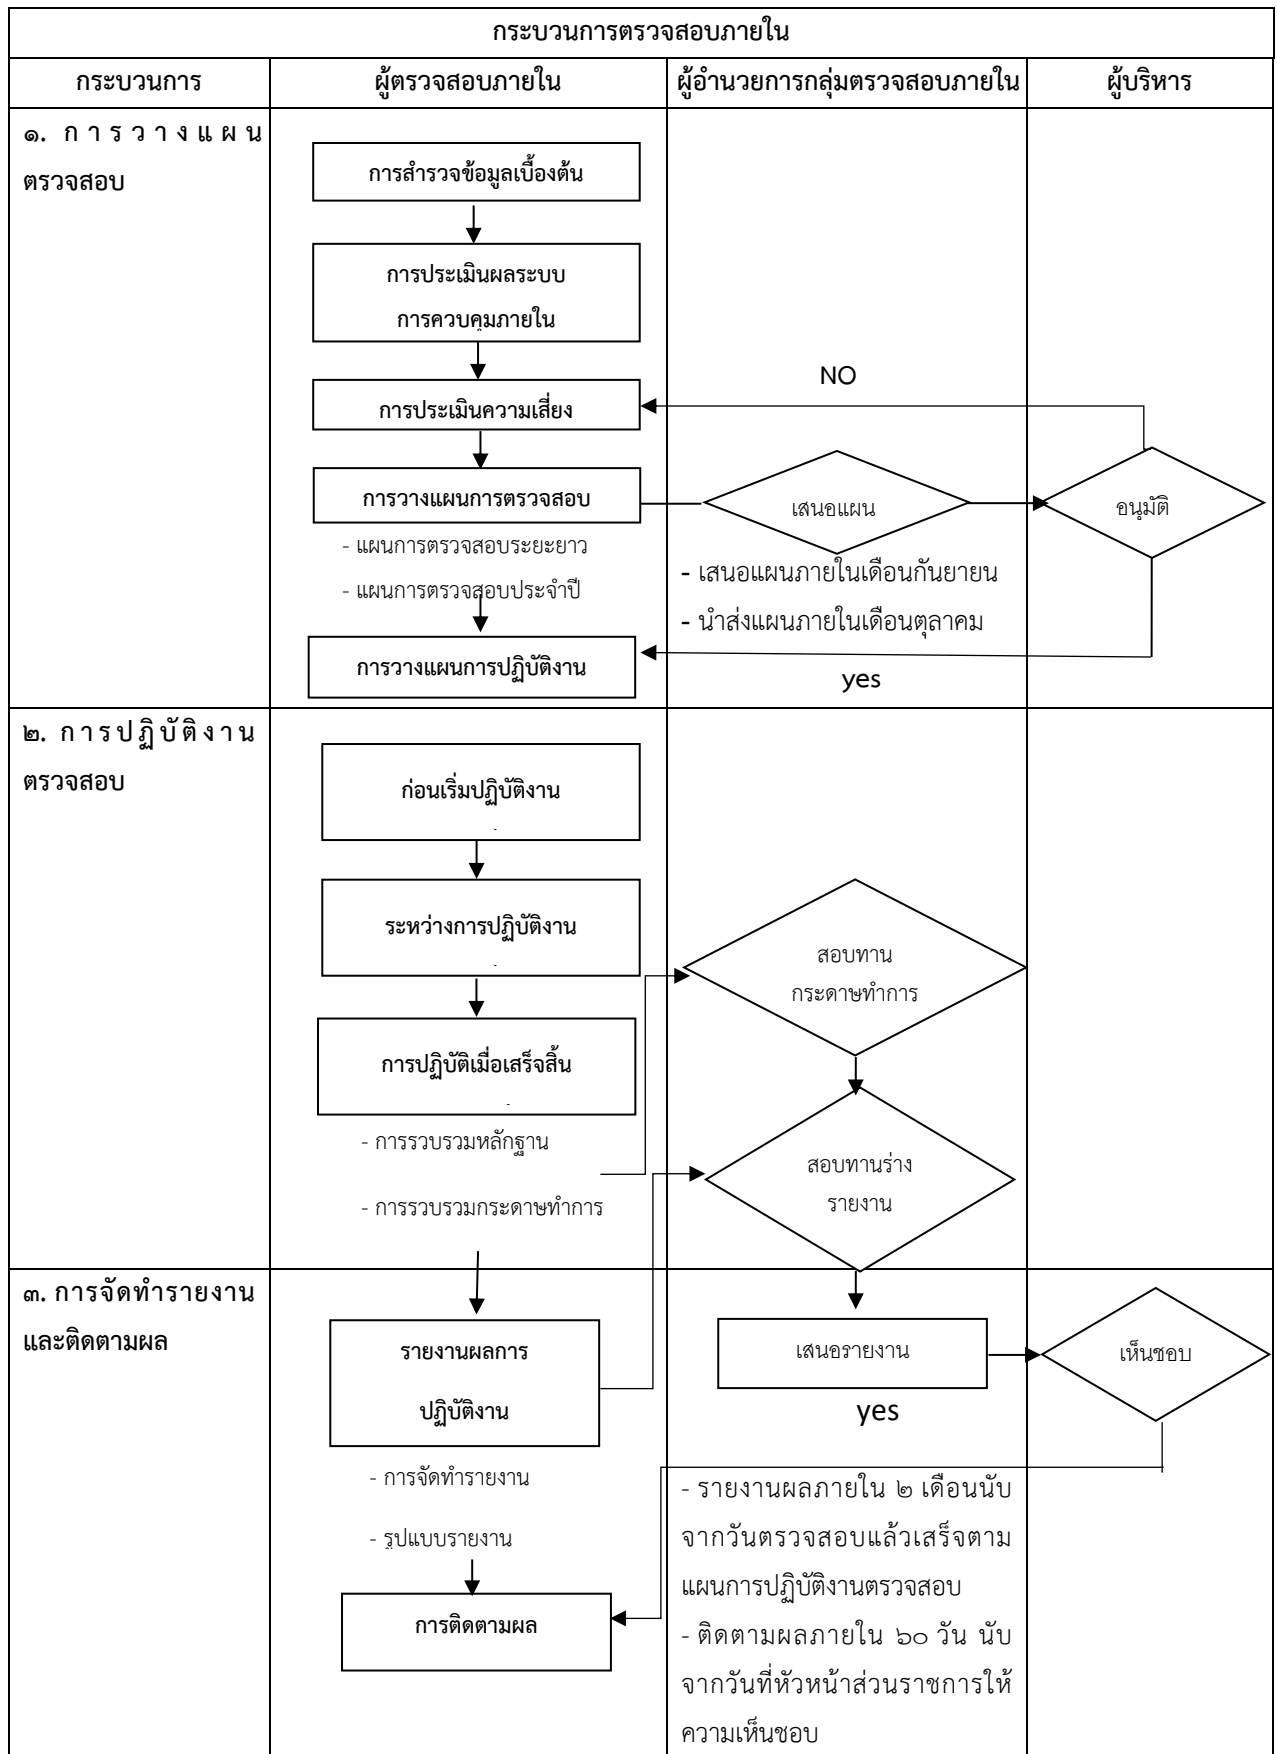 กระบวนการตรวจสอบภายใน
กระบวนการ
ผู้ตรวจสอบภายใน
ผู้อำนวยการกลุ่มตรวจสอบภายใน
ผู้บริหาร
๑. การวางแผน
ตรวจสอบ
การสำรวจข้อมูลเบื้องต้น
การประเมินผลระบบ
การควบคุมภายใน
การประเมินความเสี่ยง
NO
การวางแผนการตรวจสอบ
เสนอแผน
อนุมัติ
- แผนการตรวจสอบระยะยาว
- แผนการตรวจสอบประจำปี
- เสนอแผนภายในเดือนกันยายน
- นำส่งแผนภายในเดือนตุลาคม
การวางแผนการปฏิบัติงาน
yes
๒. การปฏิบัติงาน
ตรวจสอบ
ก่อนเริ่มปฏิบัติงาน
ระหว่างการปฏิบัติงาน
สอบทาน
กระดาษทำการ
การปฏิบัติเมื่อเสร็จสิ้น
- การรวบรวมหลักฐาน
- การรวบรวมกระดาษทำการ
สอบทานร่าง
รายงาน
๓. การจัดทำรายงาน
และติดตามผล
รายงานผลการ
ปฏิบัติงาน
เสนอรายงาน
เห็นชอบ
yes
- การจัดทำรายงาน
- รูปแบบรายงาน
การติดตามผล
- รายงานผลภายใน ๒ เดือนนับ
จากวันตรวจสอบแล้วเสร็จตาม
แผนการปฏิบัติงานตรวจสอบ
- ติดตามผลภายใน ๖๐ วัน นับ
จากวันที่หัวหน้าส่วนราชการให้
ความเห็นชอบ